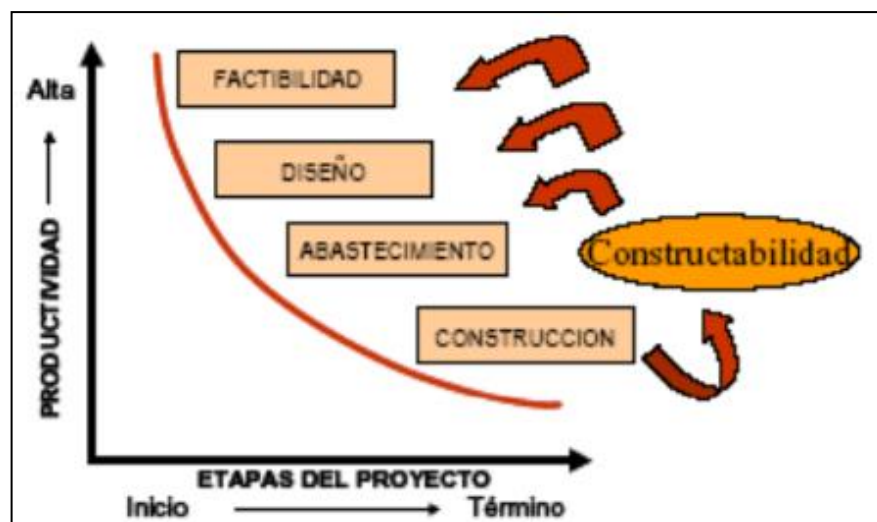 Alta
PRODUCTIVIDAD
FACTIBILIDAD
DISEÑO
ABASTECIMIENTO
CONSTRUCCION
Constructabilidad
ETAPAS DEL PROYECTO
Inicio
Término